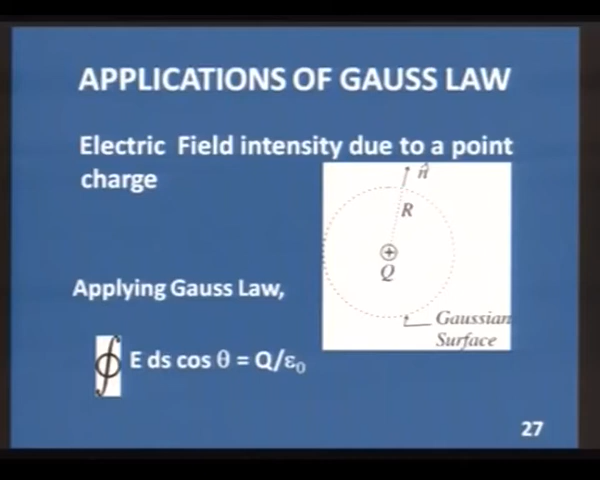 APPLICATIONS OF GAUSS LAW
Electric Field intensity due to a point
charge
n̂
R
Q
Applying Gauss Law,
Gaussian
Surface
∮ E ds cos θ = Q/ε₀
27